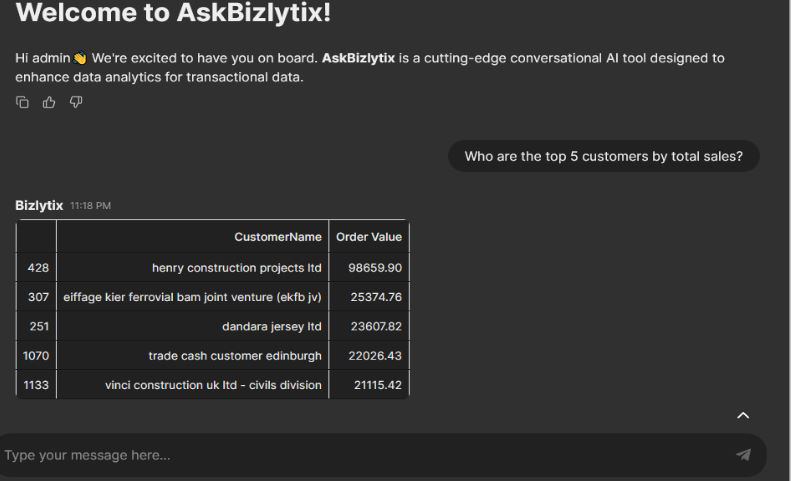 Welcome to AskBizlytix!
Hi admin👋 We're excited to have you on board. AskBizlytix is a cutting-edge conversational AI tool designed to
enhance data analytics for transactional data.
Who are the top 5 customers by total sales?
Bizlytix 11:18 PM
CustomerName Order Value
428 henry construction projects ltd 98659.90
307 eiffage kier ferrovial bam joint venture (ekfb jv) 25374.76
251 dandara jersey ltd 23607.82
1070 trade cash customer edinburgh 22026.43
1133 vinci construction uk ltd - civils division 21115.42
Type your message here...